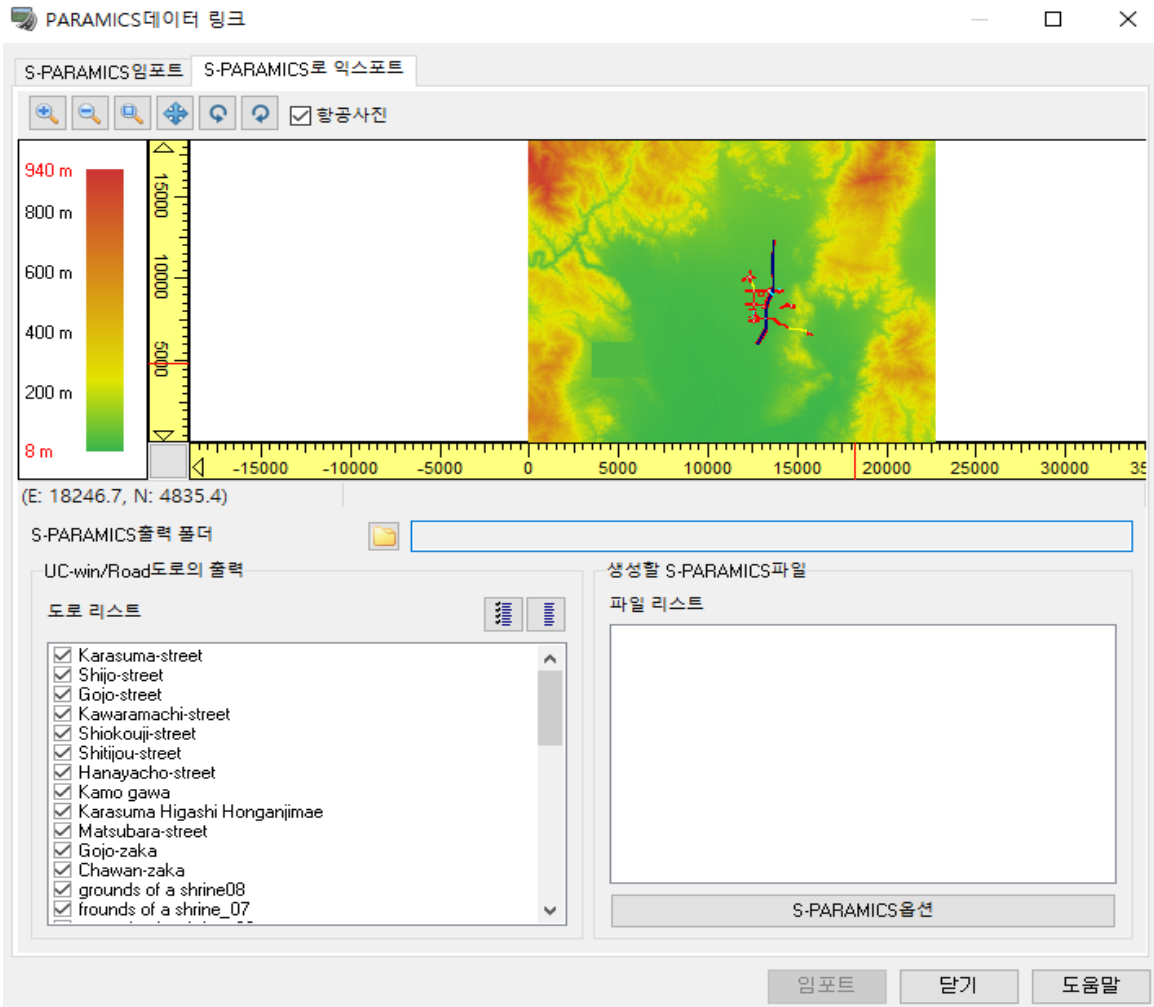 PARAMICS데이터 링크
S-PARAMICS임포트 S-PARAMICS로 익스포트
항공사진
940 m
800 m
600 m
400 m
200 m
8 m
15000
10000
5000
-15000 -10000 -5000 0 5000 10000 15000 20000 25000 30000 35
(E: 18246.7, N: 4835.4)
S-PARAMICS출력 폴더
UC-win/Road도로의 출력
도로 리스트
Karasuma-street
Shijo-street
Gojo-street
Kawaramachi-street
Shiokouji-street
Shitijou-street
Hanayacho-street
Kamo gawa
Karasuma Higashi Honganjimae
Matsubara-street
Gojo-zaka
Chawan-zaka
grounds of a shrine08
frounds of a shrine_07
생성할 S-PARAMICS파일
파일 리스트
S-PARAMICS옵션
임포트 닫기 도움말